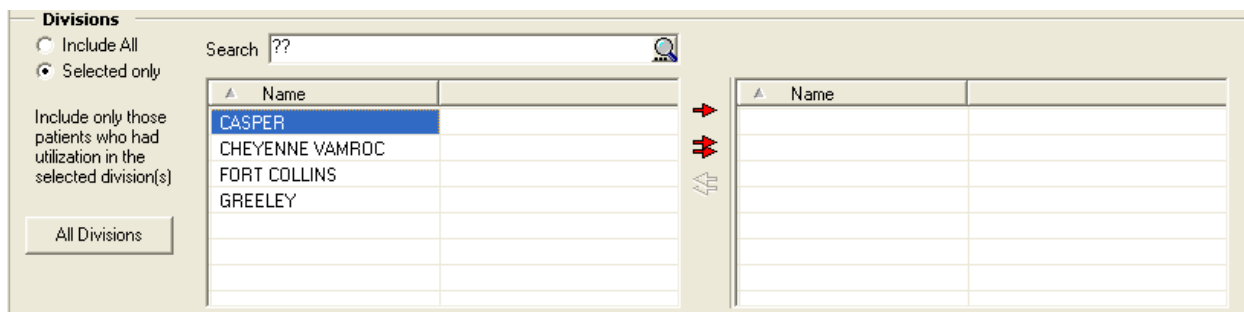 Divisions
Include All
Selected only
Include only those
patients who had
utilization in the
selected division(s)
All Divisions
Search ??
Name
CASPER
CHEYENNE VAMROC
FORT COLLINS
GREELEY
Name